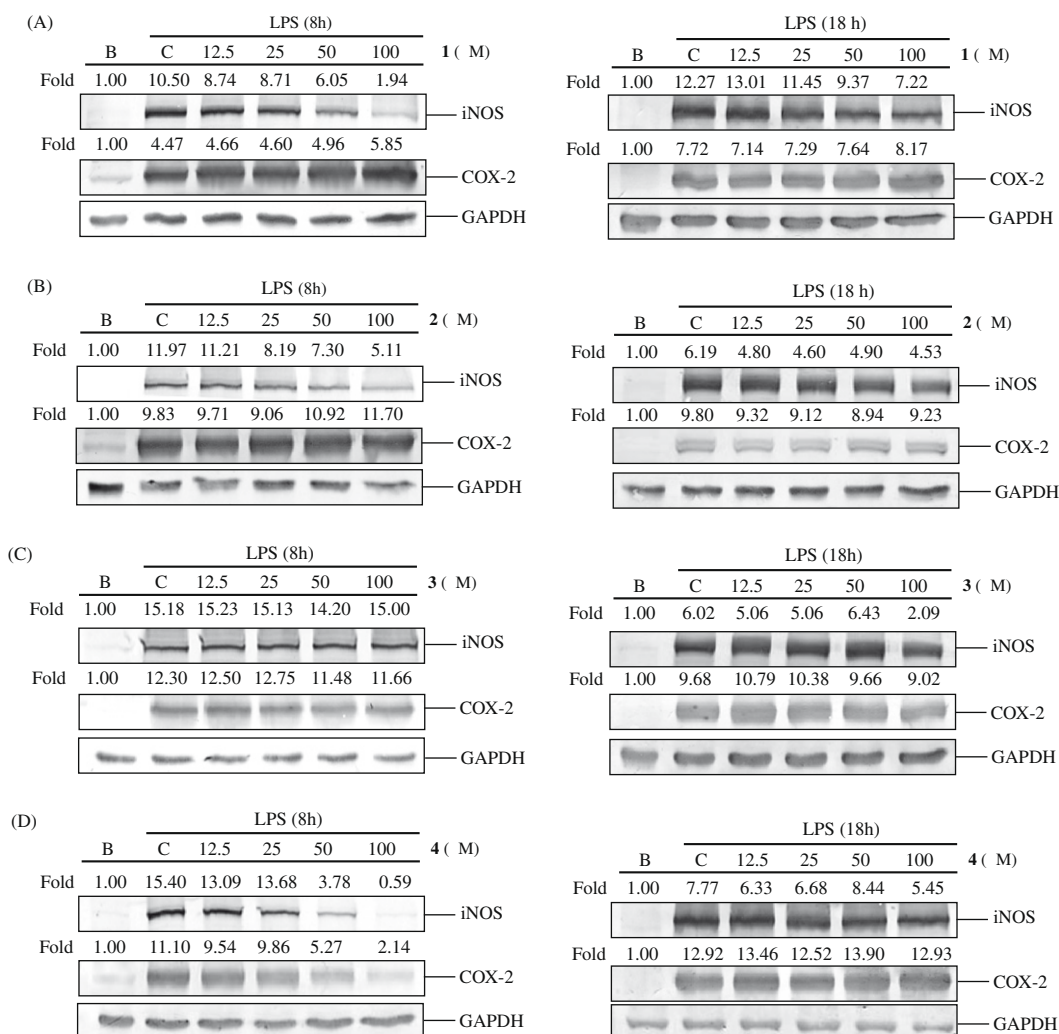 (A)
LPS (8h)
B C 12.5 25 50 100 1 ( M)
Fold 1.00 10.50 8.74 8.71 6.05 1.94
iNOS
Fold 1.00 4.47 4.66 4.60 4.96 5.85
COX-2
GAPDH
LPS (18 h)
B C 12.5 25 50 100 1 ( M)
Fold 1.00 12.27 13.01 11.45 9.37 7.22
iNOS
Fold 1.00 7.72 7.14 7.29 7.64 8.17
COX-2
GAPDH
(B)
LPS (8h)
B C 12.5 25 50 100 2 ( M)
Fold 1.00 11.97 11.21 8.19 7.30 5.11
iNOS
Fold 1.00 9.83 9.71 9.06 10.92 11.70
COX-2
GAPDH
LPS (18 h)
B C 12.5 25 50 100 2 ( M)
Fold 1.00 6.19 4.80 4.60 4.90 4.53
iNOS
Fold 1.00 9.80 9.32 9.12 8.94 9.23
COX-2
GAPDH
(C)
LPS (8h)
B C 12.5 25 50 100 3 ( M)
Fold 1.00 15.18 15.23 15.13 14.20 15.00
iNOS
Fold 1.00 12.30 12.50 12.75 11.48 11.66
COX-2
GAPDH
LPS (18h)
B C 12.5 25 50 100 3 ( M)
Fold 1.00 6.02 5.06 5.06 6.43 2.09
iNOS
Fold 1.00 9.68 10.79 10.38 9.66 9.02
COX-2
GAPDH
(D)
LPS (8h)
B C 12.5 25 50 100 4 ( M)
Fold 1.00 15.40 13.09 13.68 3.78 0.59
iNOS
Fold 1.00 11.10 9.54 9.86 5.27 2.14
COX-2
GAPDH
LPS (18h)
B C 12.5 25 50 100 4 ( M)
Fold 1.00 7.77 6.33 6.68 8.44 5.45
iNOS
Fold 1.00 12.92 13.46 12.52 13.90 12.93
COX-2
GAPDH